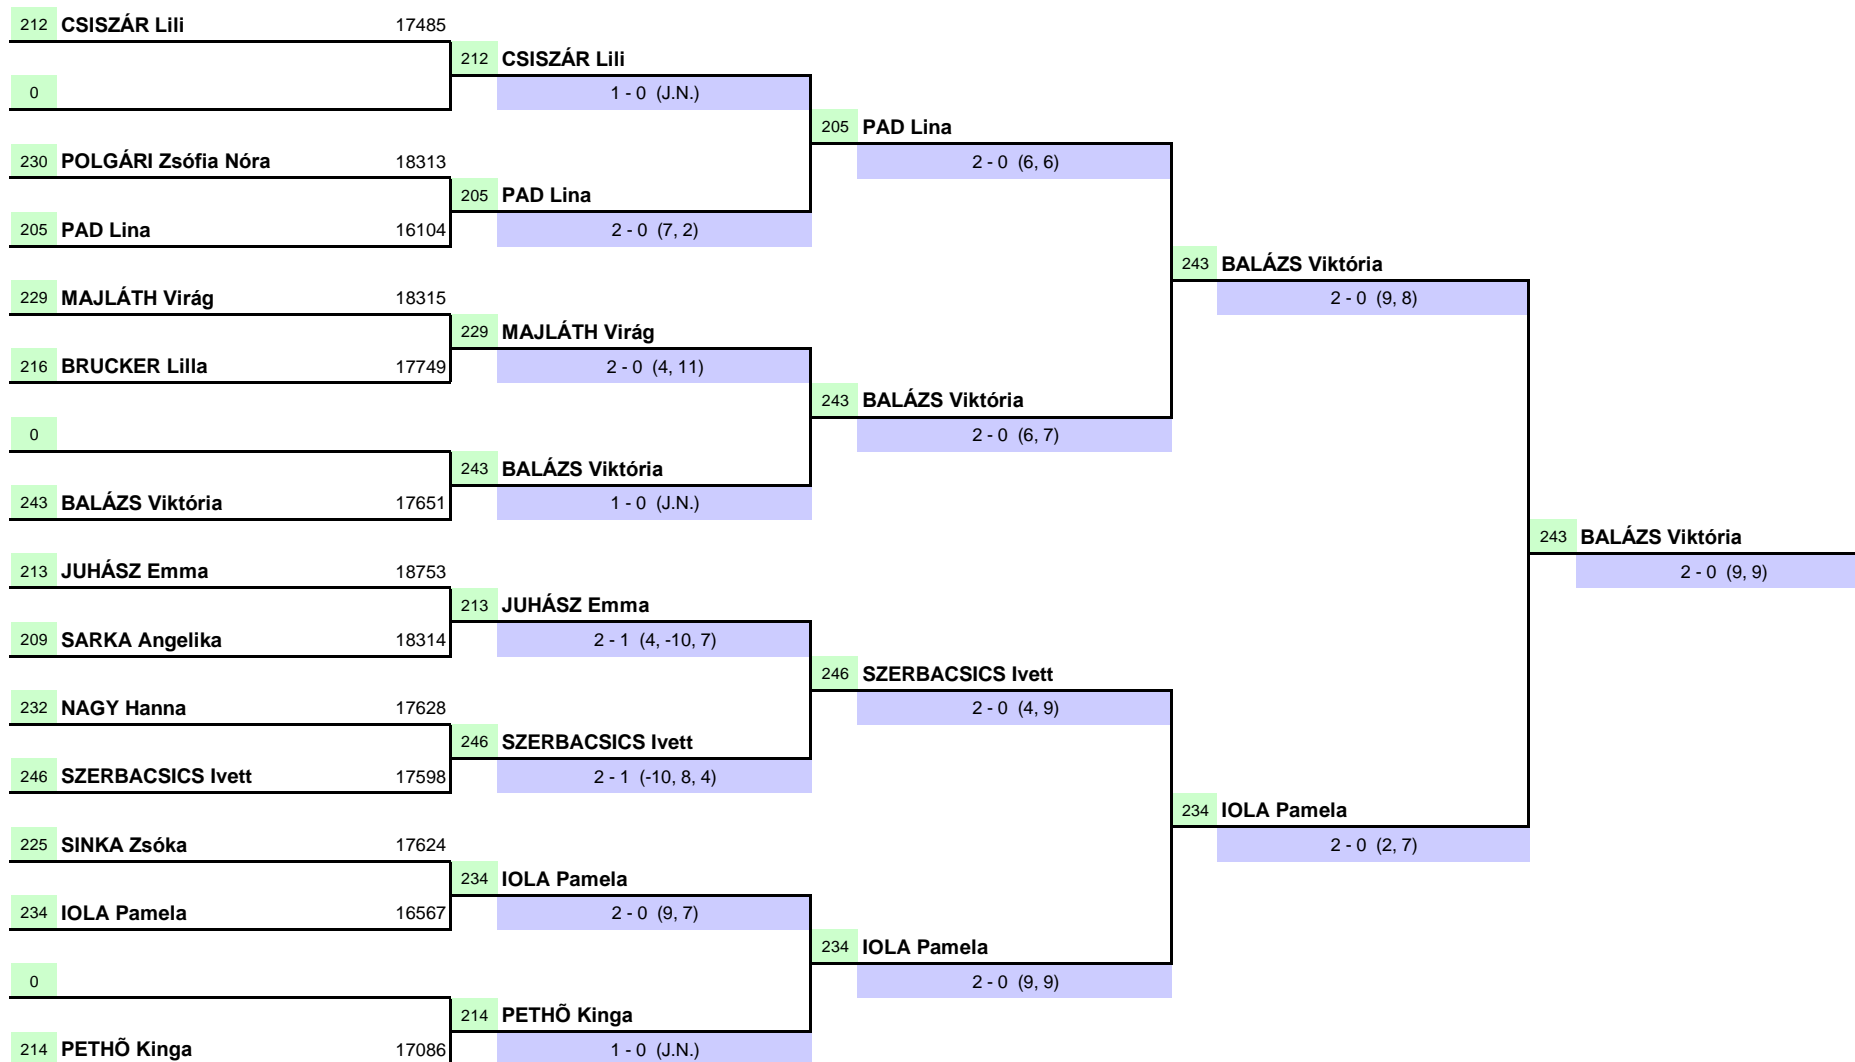 212 CSISZÁR Lili 17485
212 CSISZÁR Lili
0 1 - 0 (J.N.)
205 PAD Lina
230 POLGÁRI Zsófia Nóra 18313 2 - 0 (6, 6)
205 PAD Lina
205 PAD Lina 16104 2 - 0 (7, 2)
243 BALÁZS Viktória
229 MAJLÁTH Virág 18315 2 - 0 (9, 8)
229 MAJLÁTH Virág
216 BRUCKER Lilla 17749 2 - 0 (4, 11)
243 BALÁZS Viktória
0 2 - 0 (6, 7)
243 BALÁZS Viktória
243 BALÁZS Viktória 17651 1 - 0 (J.N.)
243 BALÁZS Viktória
213 JUHÁSZ Emma 18753 2 - 0 (9, 9)
213 JUHÁSZ Emma
209 SARKA Angelika 18314 2 - 1 (4, -10, 7)
246 SZERBACSICS Ivett
232 NAGY Hanna 17628 2 - 0 (4, 9)
246 SZERBACSICS Ivett
246 SZERBACSICS Ivett 17598 2 - 1 (-10, 8, 4)
234 IOLA Pamela
225 SINKA Zsóka 17624 2 - 0 (2, 7)
234 IOLA Pamela
234 IOLA Pamela 16567 2 - 0 (9, 7)
234 IOLA Pamela
0 2 - 0 (9, 9)
214 PETHÕ Kinga
214 PETHÕ Kinga 17086 1 - 0 (J.N.)